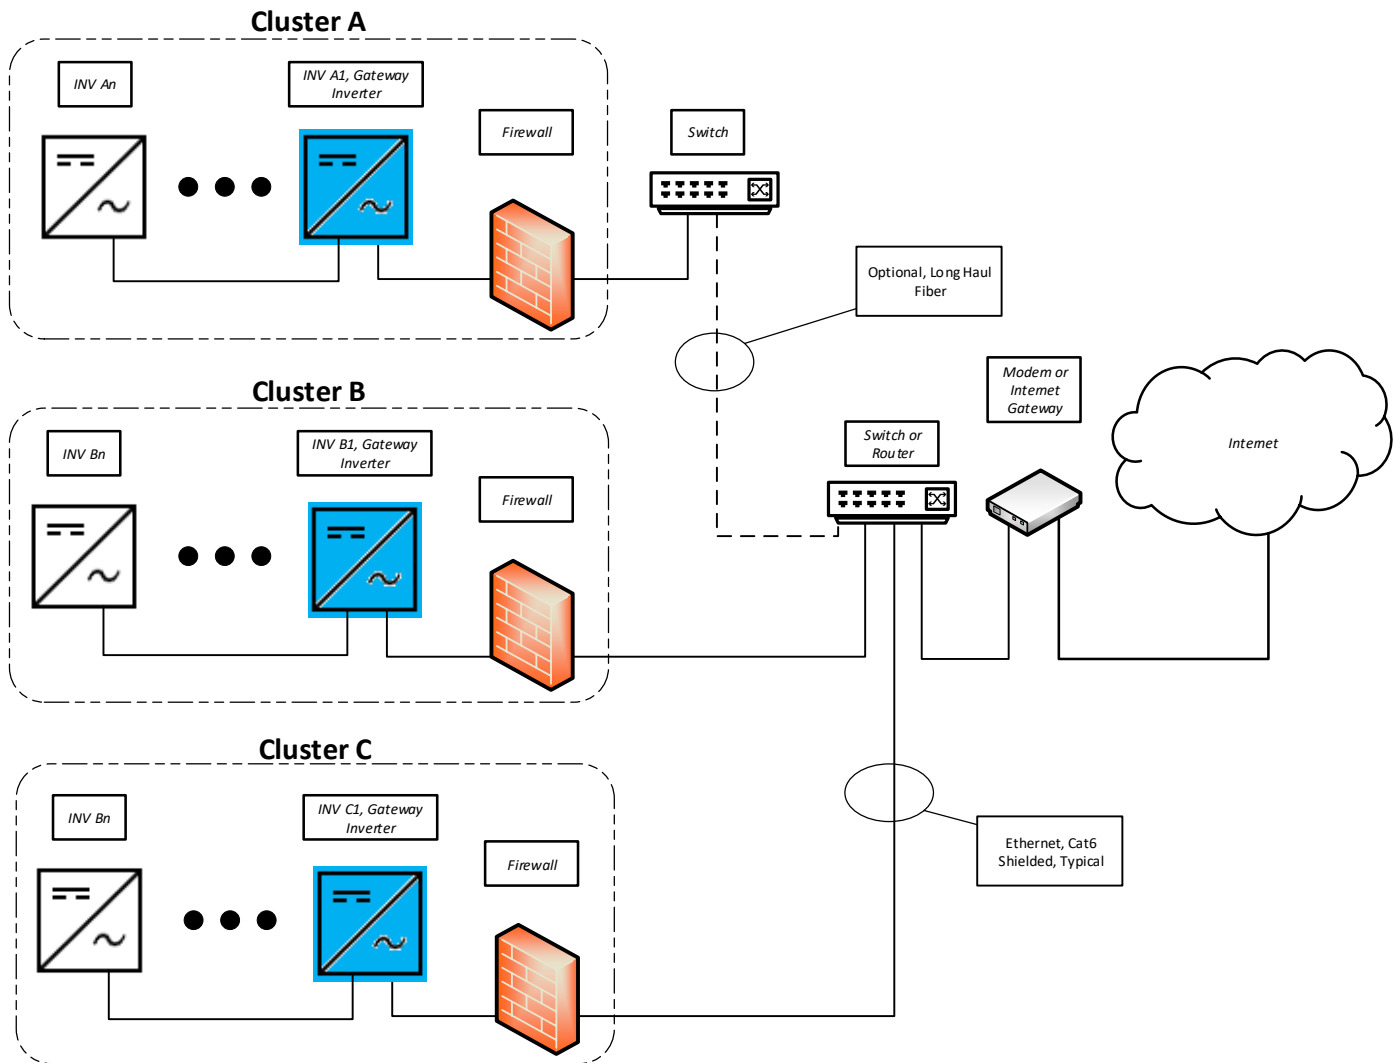 Cluster A
INV An
INV A1, Gateway
Inverter
Firewall
Switch
Optional, Long Haul
Fiber
Cluster B
INV Bn
INV B1, Gateway
Inverter
Firewall
Switch or
Router
Modem or
Internet
Gateway
Internet
Cluster C
INV Bn
INV C1, Gateway
Inverter
Firewall
Ethernet, Cat6
Shielded, Typical